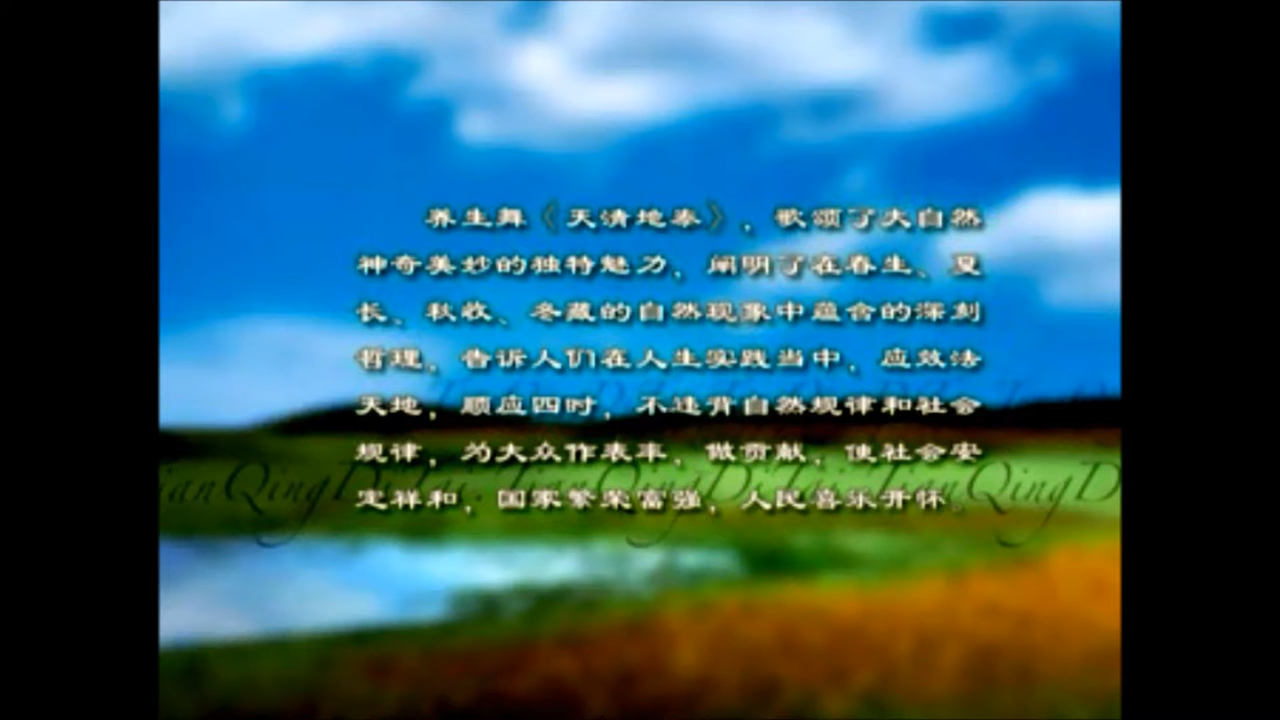 养生舞《天清地泰》，歌颂了大自然
神奇美妙的独特魅力，阐明了在春生、夏
长、秋收、冬藏的自然现象中蕴含的深刻
哲理，告诉人们在人生实践当中，应效法
天地，顺应四时，不违背自然规律和社会
规律，为大众作表率，做贡献，使社会安
定祥和，国家繁荣富强，人民喜乐开怀。
ianQingDiTai TianQingDiTai TianQingD